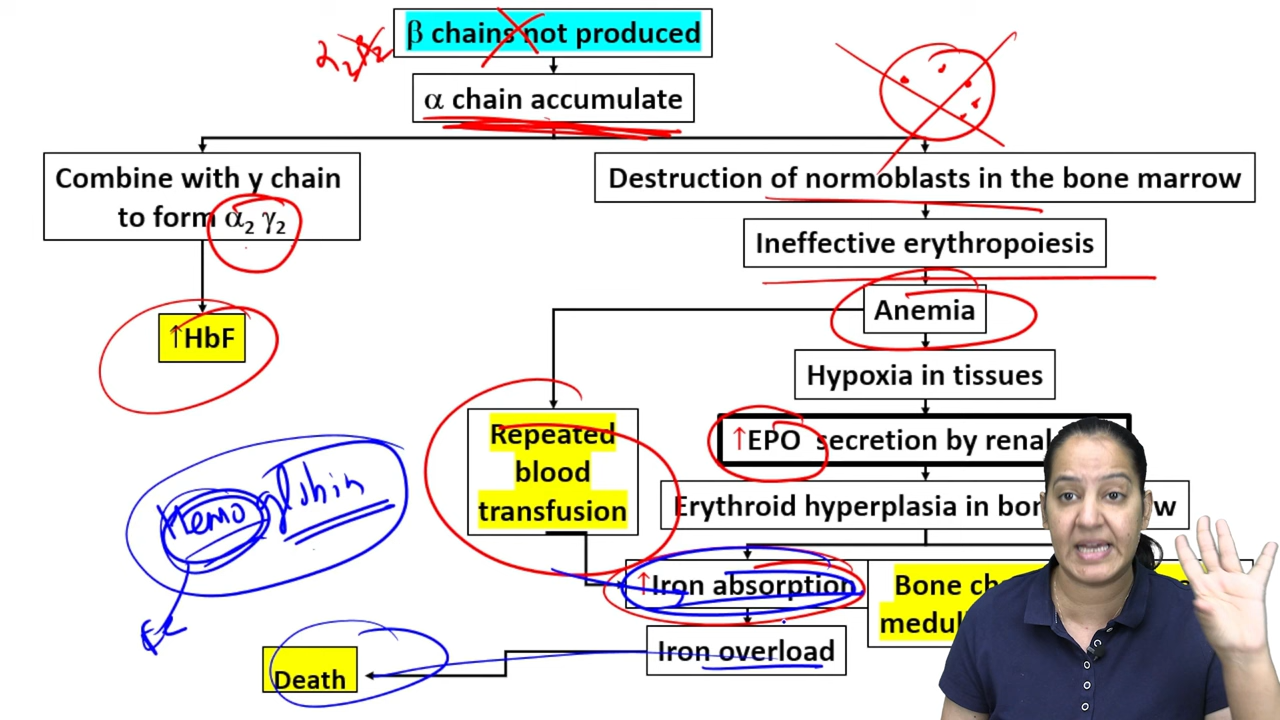 α₂β₂
β chains not produced
α chain accumulate
Combine with y chain
to form α₂ γ₂
↑HbF
Destruction of normoblasts in the bone marrow
Ineffective erythropoiesis
Anemia
Hypoxia in tissues
↑EPO secretion by renal
Erythroid hyperplasia in bon w
Repeated
blood
transfusion
↑Iron absorption
Bone ch
medul
Iron overload
Death
Hemoglobin
Fe